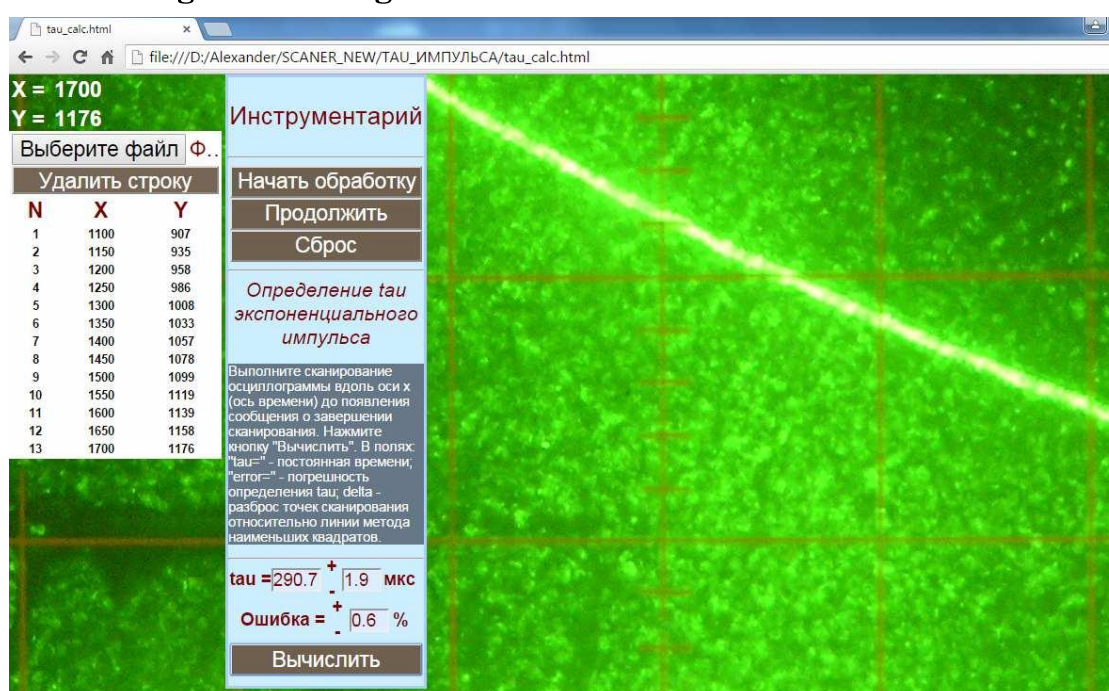 tau_calc.html
file:///D:/Alexander/SCANER_NEW/TAU_ИМПУЛЬСА/tau_calc.html
X = 1700
Y = 1176
Выберите файл Ф..
Удалить строку
N X Y
1 1100 907
2 1150 935
3 1200 958
4 1250 986
5 1300 1008
6 1350 1033
7 1400 1057
8 1450 1078
9 1500 1099
10 1550 1119
11 1600 1139
12 1650 1158
13 1700 1176
Инструментарий
Начать обработку
Продолжить
Сброс
Определение tau
экспоненциального
импульса
Выполните сканирование
осциллограммы вдоль оси x
(ось времени) до появления
сообщения о завершении
сканирования. Нажмите
кнопку "Вычислить". В полях:
"tau=" - постоянная времени;
"error=" - погрешность
определения tau; delta -
разброс точек сканирования
относительно линии метода
наименьших квадратов.
tau = 290.7 + - 1.9 мкс
Ошибка = + - 0.6 %
Вычислить